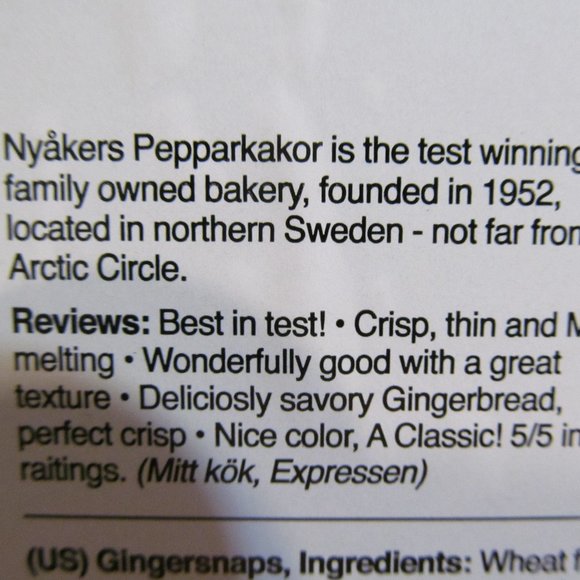 Nyåkers Pepparkakor is the test winning
family owned bakery, founded in 1952,
located in northern Sweden - not far from
Arctic Circle.
Reviews: Best in test! • Crisp, thin and M
melting • Wonderfully good with a great
texture • Deliciosly savory Gingerbread,
perfect crisp • Nice color, A Classic! 5/5 in
raitings. (Mitt kök, Expressen)
(US) Gingersnaps, Ingredients: Wheat f